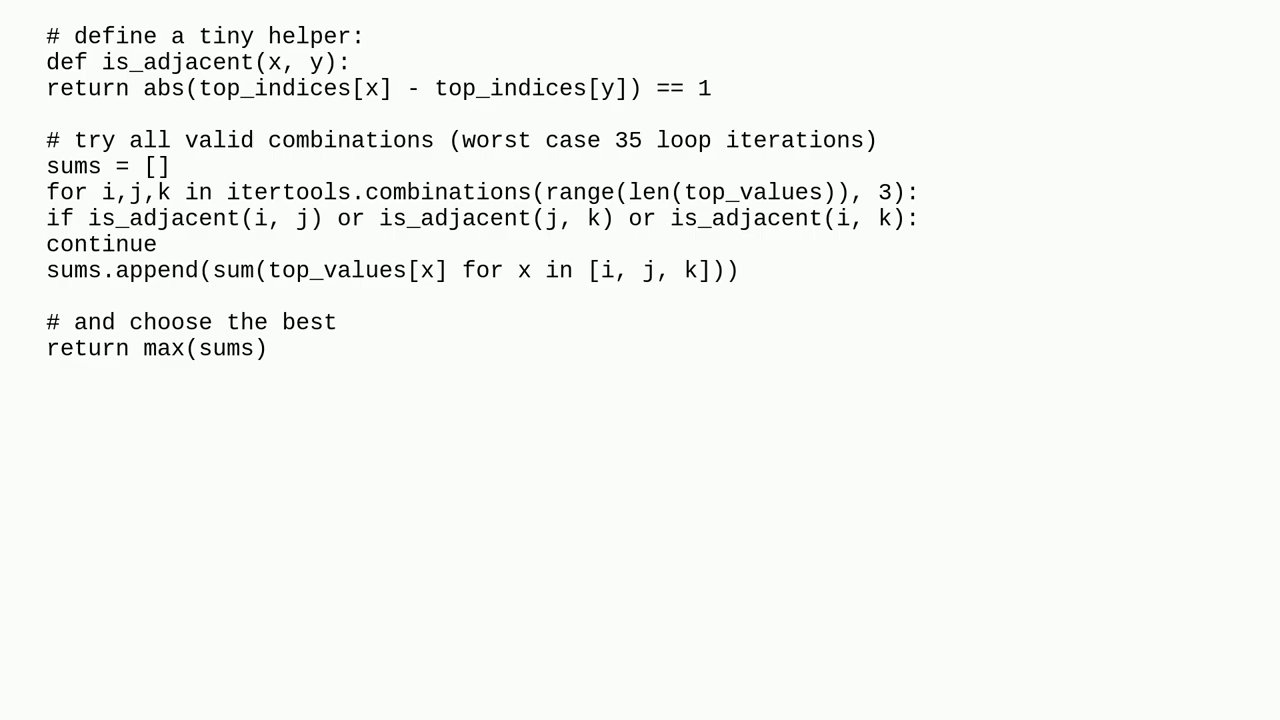 # define a tiny helper:
def is_adjacent(x, y):
return abs(top_indices[x] - top_indices[y]) == 1
# try all valid combinations (worst case 35 loop iterations)
sums = []
for i,j,k in itertools.combinations(range(len(top_values)), 3):
if is_adjacent(i, j) or is_adjacent(j, k) or is_adjacent(i, k):
continue
sums.append(sum(top_values[x] for x in [i, j, k]))
# and choose the best
return max(sums)